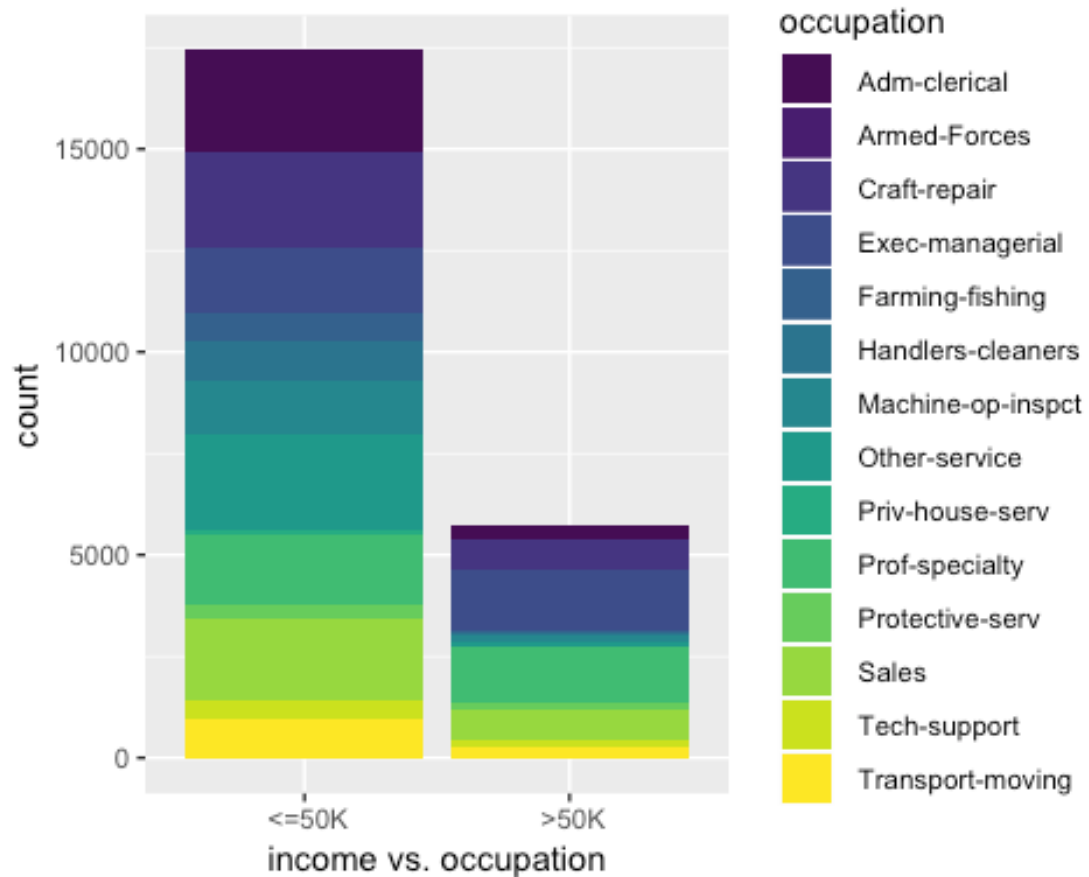 occupation
Adm-clerical
Armed-Forces
Craft-repair
Exec-managerial
Farming-fishing
Handlers-cleaners
Machine-op-inspct
Other-service
Priv-house-serv
Prof-specialty
Protective-serv
Sales
Tech-support
Transport-moving
count
15000
10000
5000
0
<=50K
>50K
income vs. occupation